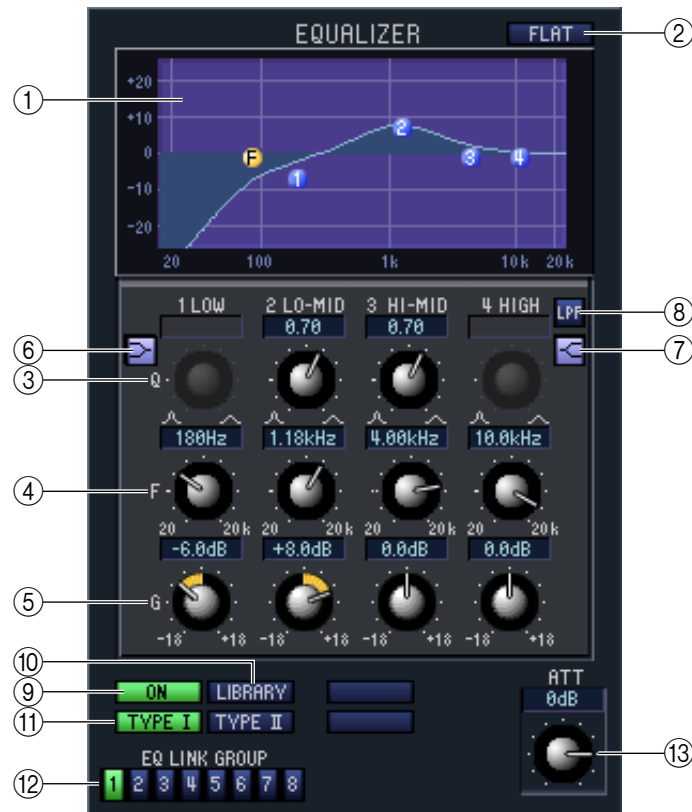 EQUALIZER FLAT ②
①
+20
+10
0
-10
-20
F 1 2 3 4
20 100 1k 10k 20k
1 LOW 2 LO-MID 3 HI-MID 4 HIGH
0.70 0.70 LPF ⑧
⑥ ⑦
③ Q
180Hz 1.18kHz 4.00kHz 10.0kHz
④ F
20 20k 20 20k 20 20k 20 20k
-6.0dB +8.0dB 0.0dB 0.0dB
⑤ G
-18 +18 -18 +18 -18 +18 -18 +18
⑩
⑨ ON LIBRARY
⑪ TYPE I TYPE II
ATT
0dB
⑬
EQ LINK GROUP
⑫ 1 2 3 4 5 6 7 8